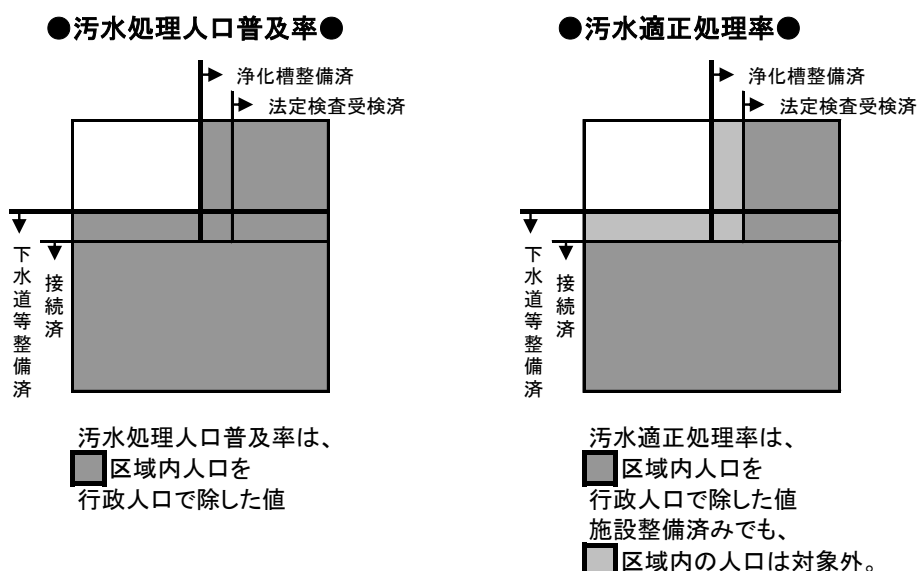 ●汚水処理人口普及率●
浄化槽整備済
法定検査受検済
下水道等整備済
接続済
汚水処理人口普及率は、
区域内人口を
行政人口で除した値
●汚水適正処理率●
浄化槽整備済
法定検査受検済
下水道等整備済
接続済
汚水適正処理率は、
区域内人口を
行政人口で除した値
施設整備済みでも、
区域内の人口は対象外。